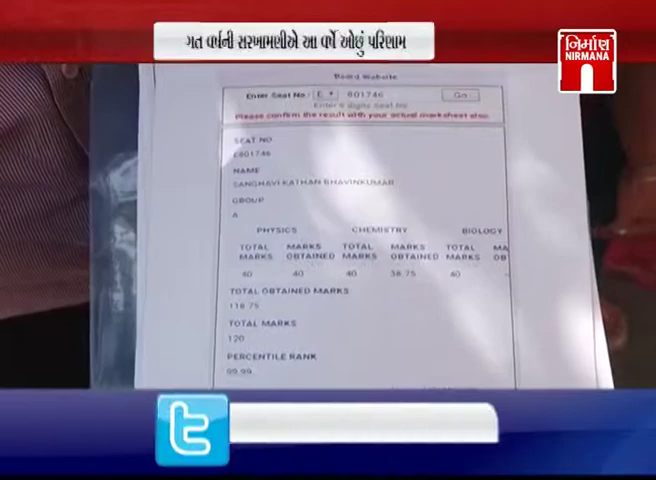 ગત વર્ષની સરખામણીએ આ વર્ષે ઓછું પરિણામ
નિર્માણ
NIRMANA
Board Website
Enter Seat No : E 801746 Go
Enter 6 digits Seat No
Please confirm the result with your actual marksheet also.
SEAT NO
E801746
NAME
SANGHAVI KATHAN BHAVINKUMAR
GROUP
A
PHYSICS CHEMISTRY BIOLOGY
TOTAL MARKS TOTAL MARKS TOTAL MA
MARKS OBTAINED MARKS OBTAINED MARKS OB
40 40 40 38.75 40 -
TOTAL OBTAINED MARKS
118.75
TOTAL MARKS
120
PERCENTILE RANK
99.99